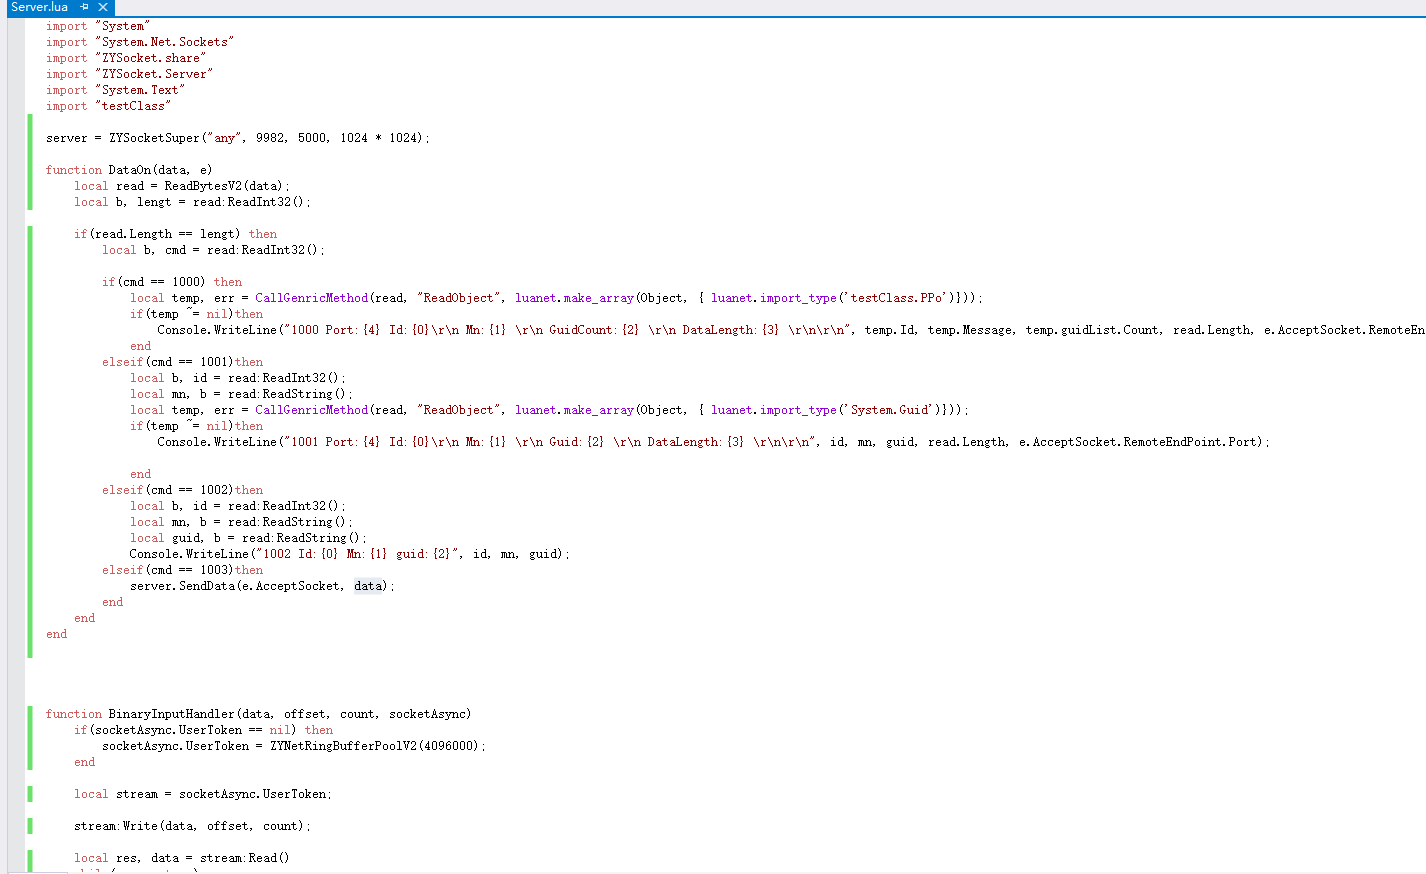 Server.lua
import "System"
import "System.Net.Sockets"
import "ZYSocket.share"
import "ZYSocket.Server"
import "System.Text"
import "testClass"
server = ZYSocketSuper("any", 9982, 5000, 1024 * 1024);
function DataOn(data, e)
local read = ReadBytesV2(data);
local b, lengt = read:ReadInt32();
if(read.Length == lengt) then
local b, cmd = read:ReadInt32();
if(cmd == 1000) then
local temp, err = CallGenricMethod(read, "ReadObject", luanet.make_array(Object, { luanet.import_type('testClass.PPo')}));
if(temp ~= nil)then
Console.WriteLine("1000 Port:{4} Id:{0}\r\n Mn:{1} \r\n GuidCount:{2} \r\n DataLength:{3} \r\n\r\n", temp.Id, temp.Message, temp.guidList.Count, read.Length, e.AcceptSocket.RemoteEn
end
elseif(cmd == 1001)then
local b, id = read:ReadInt32();
local mn, b = read:ReadString();
local temp, err = CallGenricMethod(read, "ReadObject", luanet.make_array(Object, { luanet.import_type('System.Guid')}));
if(temp ~= nil)then
Console.WriteLine("1001 Port:{4} Id:{0}\r\n Mn:{1} \r\n Guid:{2} \r\n DataLength:{3} \r\n\r\n", id, mn, guid, read.Length, e.AcceptSocket.RemoteEndPoint.Port);
end
elseif(cmd == 1002)then
local b, id = read:ReadInt32();
local mn, b = read:ReadString();
local guid, b = read:ReadString();
Console.WriteLine("1002 Id:{0} Mn:{1} guid:{2}", id, mn, guid);
elseif(cmd == 1003)then
server.SendData(e.AcceptSocket, data);
end
end
end
function BinaryInputHandler(data, offset, count, socketAsync)
if(socketAsync.UserToken == nil) then
socketAsync.UserToken = ZYNetRingBufferPoolV2(4096000);
end
local stream = socketAsync.UserToken;
stream:Write(data, offset, count);
local res, data = stream:Read()